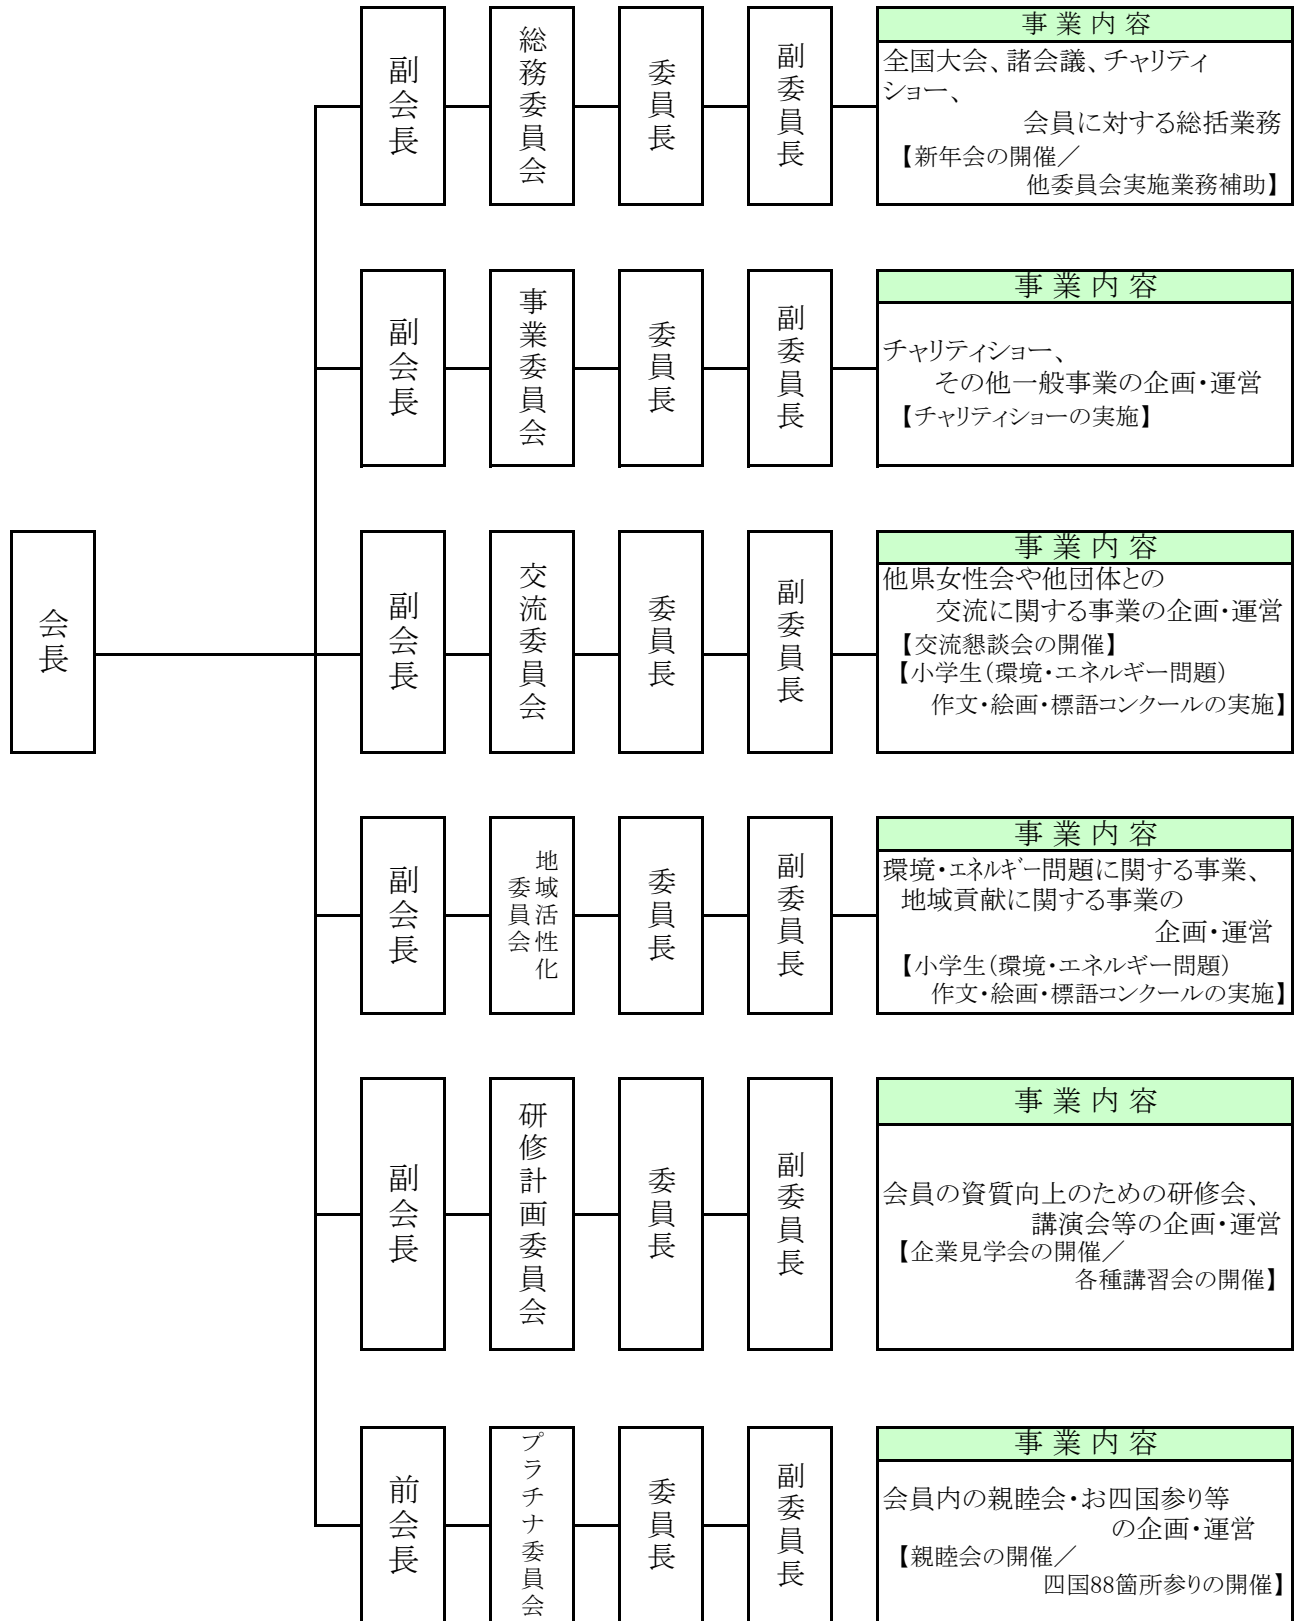 会長
副会長
総務委員会
委員長
副委員長
事業内容
全国大会、諸会議、チャリティ
ショー、
会員に対する総括業務
【新年会の開催／
他委員会実施業務補助】
副会長
事業委員会
委員長
副委員長
事業内容
チャリティショー、
その他一般事業の企画・運営
【チャリティショーの実施】
副会長
交流委員会
委員長
副委員長
事業内容
他県女性会や他団体との
交流に関する事業の企画・運営
【交流懇談会の開催】
【小学生（環境・エネルギー問題）
作文・絵画・標語コンクールの実施】
副会長
地域活性化
委員会
委員長
副委員長
事業内容
環境・エネルギー問題に関する事業、
地域貢献に関する事業の
企画・運営
【小学生（環境・エネルギー問題）
作文・絵画・標語コンクールの実施】
副会長
研修計画委員会
委員長
副委員長
事業内容
会員の資質向上のための研修会、
講演会等の企画・運営
【企業見学会の開催／
各種講習会の開催】
前会長
プラチナ委員会
委員長
副委員長
事業内容
会員内の親睦会・お四国参り等
の企画・運営
【親睦会の開催／
四国88箇所参りの開催】